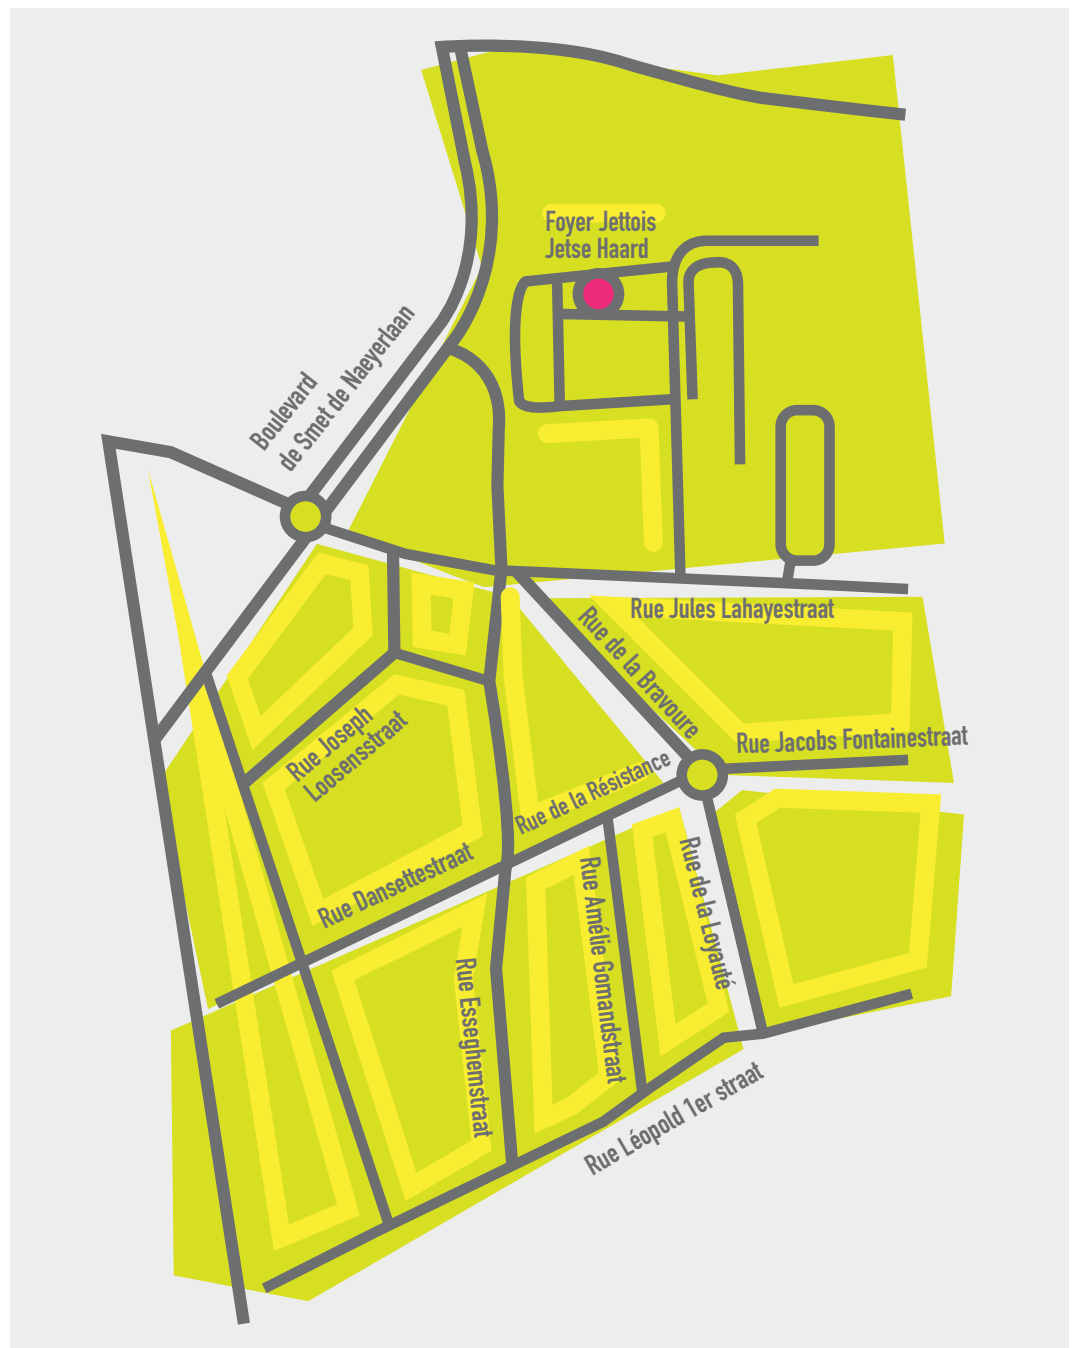 Foyer Jettois
Jetse Haard
Boulevard
de Smet de Naeyerlaan
Rue Jules Lahayestraat
Rue de la Bravoure
Rue Jacobs Fontainestraat
Rue Joseph
Loosensstraat
Rue de la Résistance
Rue Dansettestraat
Rue Amélie Gomandstraat
Rue de la Loyauté
Rue Esseghemstraat
Rue Léopold 1er straat